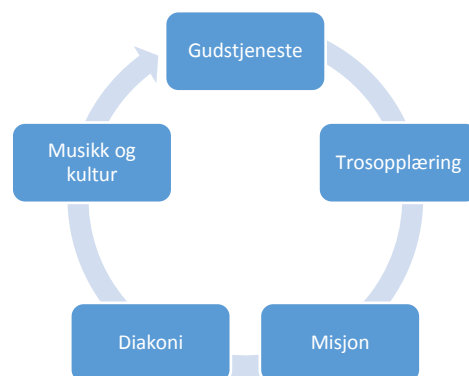 Gudstjeneste
Trosopplæring
Misjon
Diakoni
Musikk og
kultur